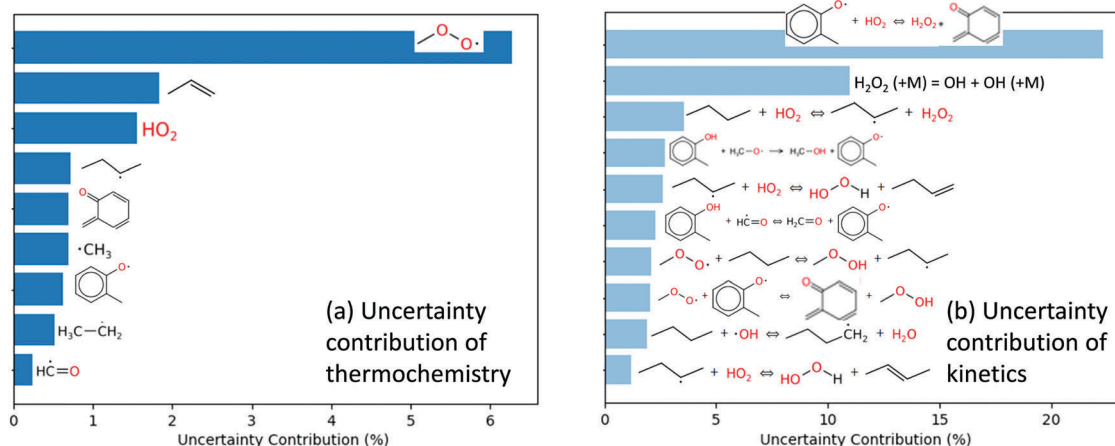 O
O·
HO₂
O
·CH₃
O·
H₃C—ĊH₂
HĊ=O
(a) Uncertainty
contribution of
thermochemistry
0 1 2 3 4 5 6
Uncertainty Contribution (%)
O· + HO₂ ⇔ H₂O₂ + O
H₂O₂ (+M) = OH + OH (+M)
+ HO₂ ⇔ + H₂O₂
OH + H₃C—O· → H₃C—OH + O·
+ HO₂ ⇔ HO O H +
OH + HĊ=O ⇔ H₂C=O + O·
O O· + ⇔ O OH +
O O· + O· ⇔ O + O OH
+ ·OH ⇔ ĊH₂ + H₂O
+ HO₂ ⇔ HO O H +
(b) Uncertainty
contribution of
kinetics
0 5 10 15 20
Uncertainty Contribution (%)